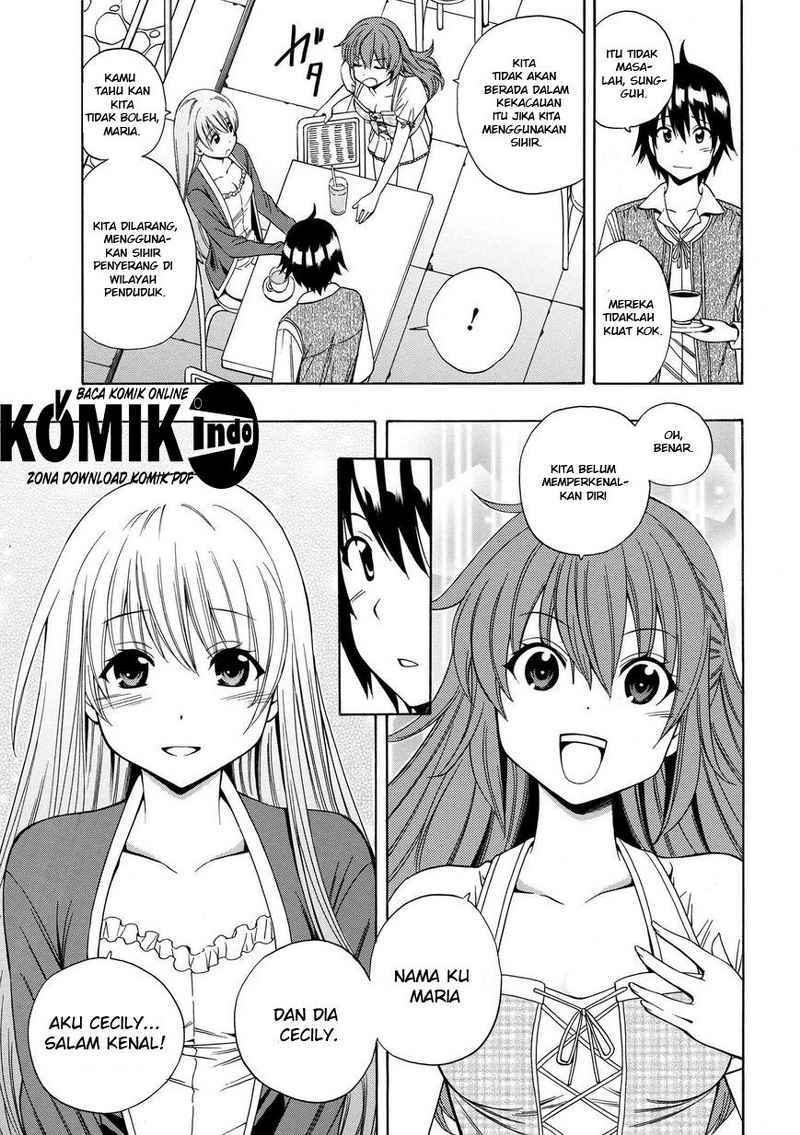 ITU TIDAK
MASA-
LAH, SUNG-
GUH.
MEREKA
TIDAKLAH
KUAT KOK.
ガタ
KITA
TIDAK AKAN
BERADA DALAM
KEKACAUAN
ITU JIKA KITA
MENGGUNAKAN
SIHIR.
!
KAMU
TAHU KAN
KITA
TIDAK BOLEH,
MARIA.
KITA DILARANG,
MENGGUNA-
KAN SIHIR
PENYERANG DI
WILAYAH
PENDUDUK.
BACA KOMIK ONLINE
KOMIK Indo
ZONA DOWNLOAD KOMIK PDF
OH,
BENAR.
KITA BELUM
MEMPERKENAL-
KAN DIRI
NAMA KU
MARIA
DAN DIA
CECILY.
AKU CECILY...
SALAM KENAL!